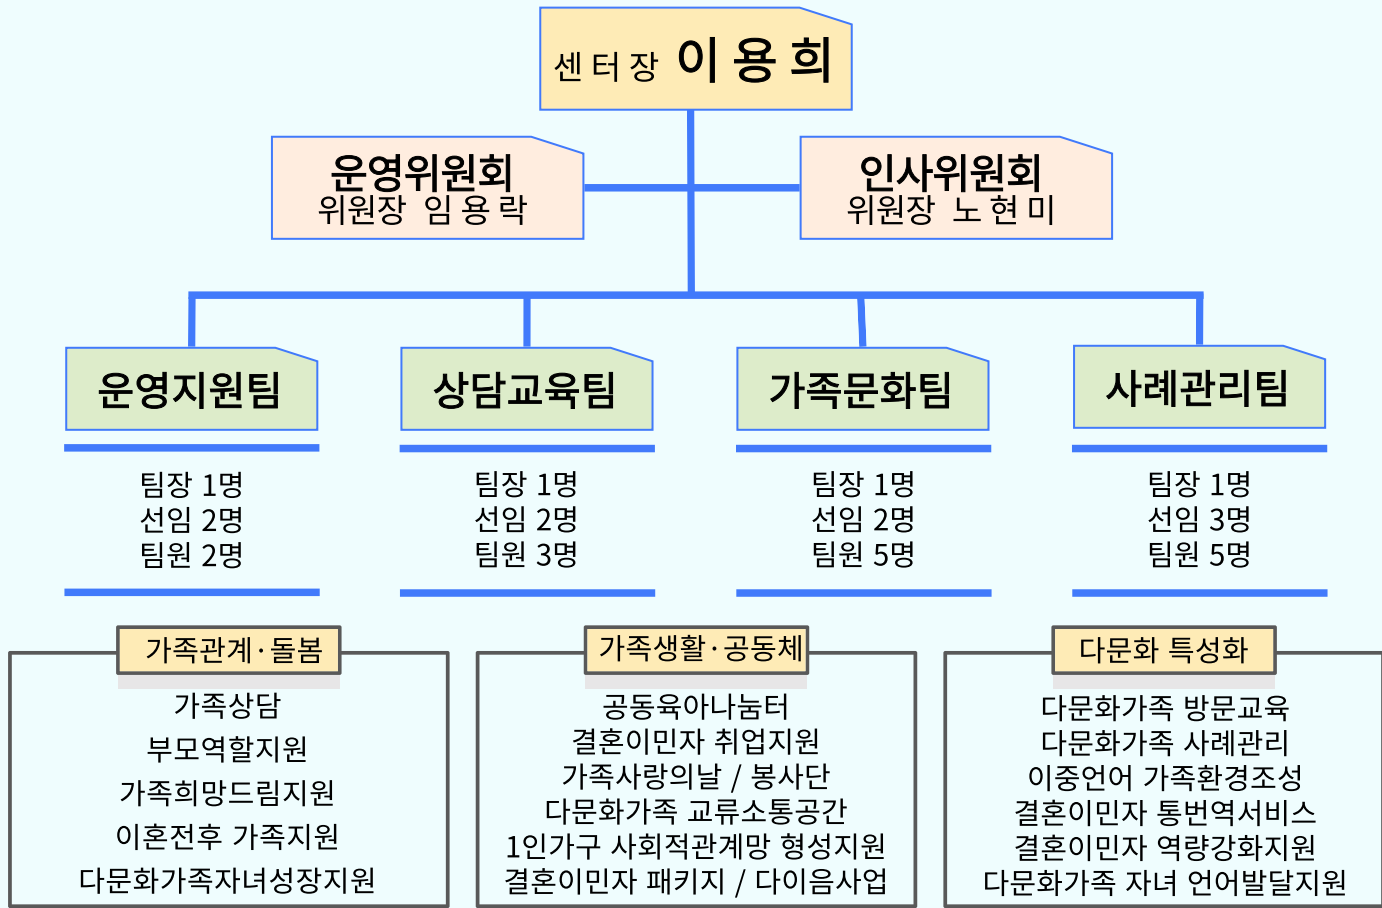 센터장 이용희
운영위원회
위원장 임용락
인사위원회
위원장 노현미
운영지원팀
팀장 1명
선임 2명
팀원 2명
상담교육팀
팀장 1명
선임 2명
팀원 3명
가족문화팀
팀장 1명
선임 2명
팀원 5명
사례관리팀
팀장 1명
선임 3명
팀원 5명
가족관계·돌봄
가족상담
부모역할지원
가족희망드림지원
이혼전후 가족지원
다문화가족자녀성장지원
가족생활·공동체
공동육아나눔터
결혼이민자 취업지원
가족사랑의날 / 봉사단
다문화가족 교류소통공간
1인가구 사회적관계망 형성지원
결혼이민자 패키지 / 다이음사업
다문화 특성화
다문화가족 방문교육
다문화가족 사례관리
이중언어 가족환경조성
결혼이민자 통번역서비스
결혼이민자 역량강화지원
다문화가족 자녀 언어발달지원